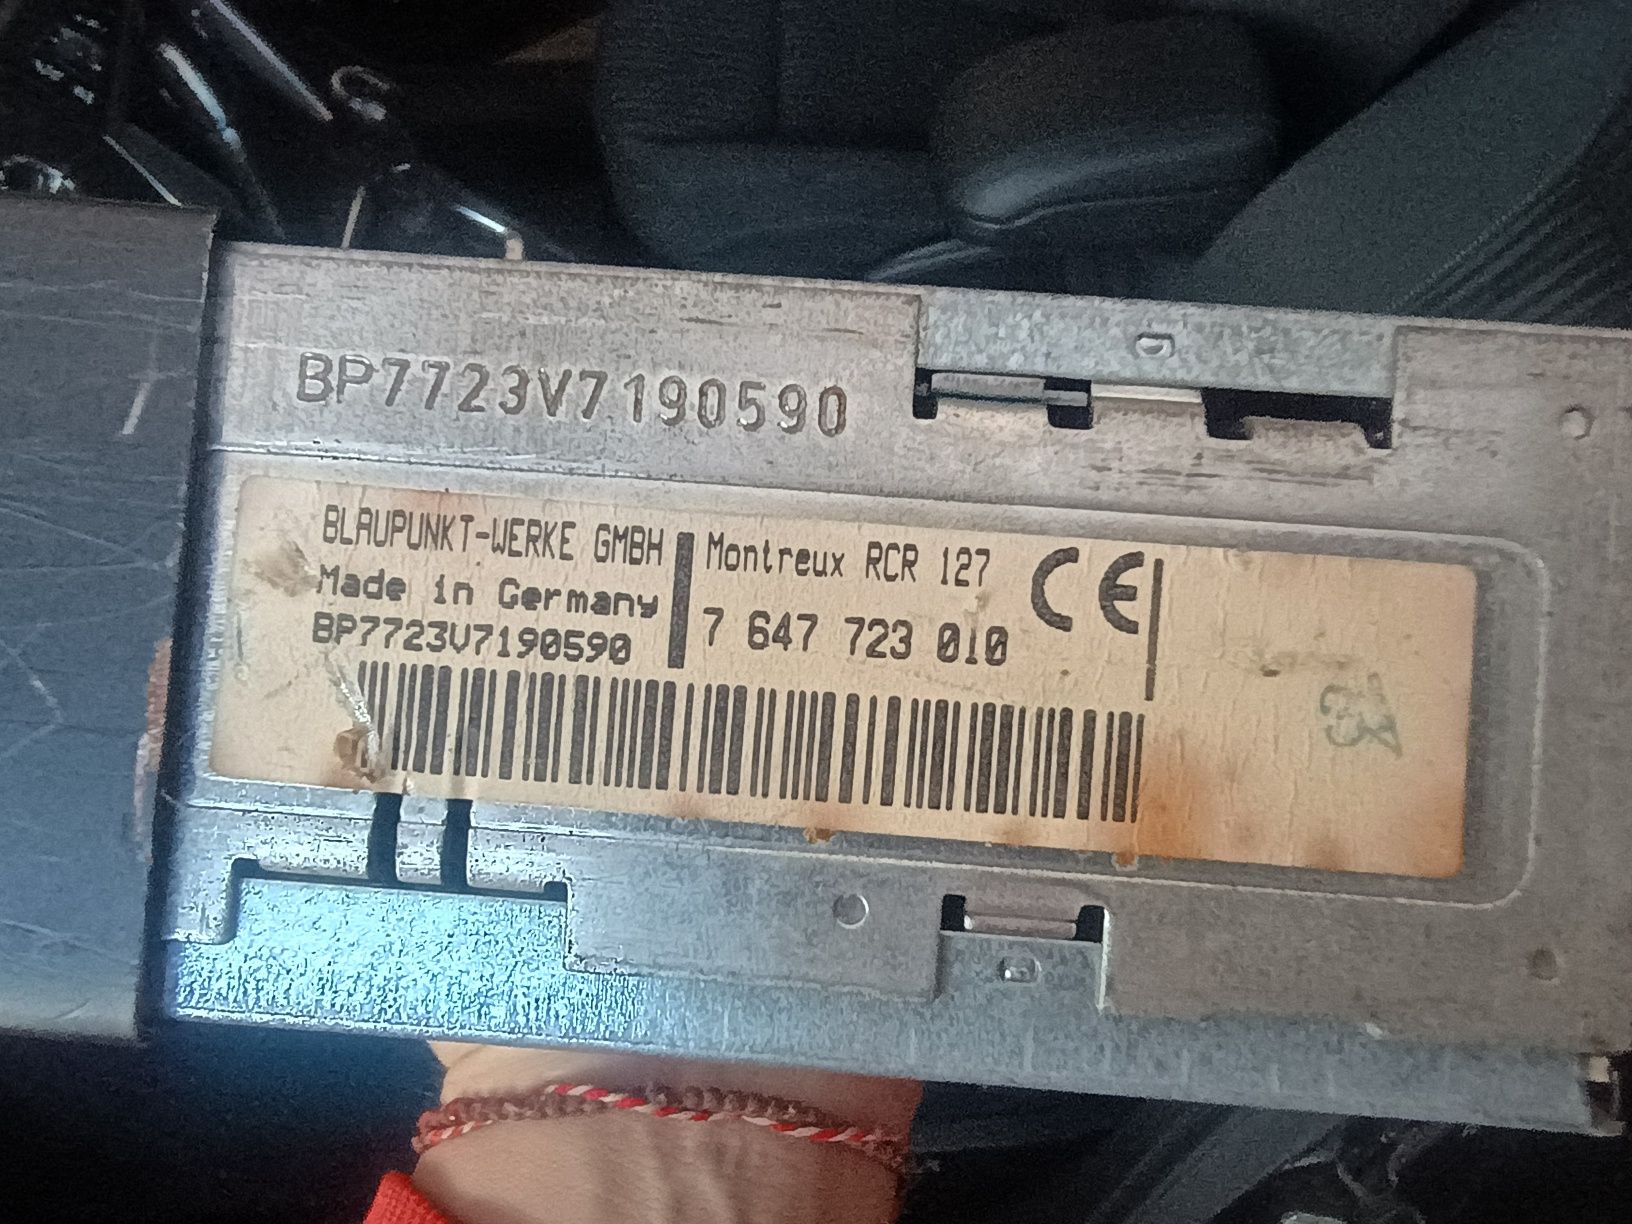 BP7723V7190590
BLAUPUNKT-WERKE GMBH
Made in Germany
BP7723V7190590
Montreux RCR 127
7 647 723 010
CE